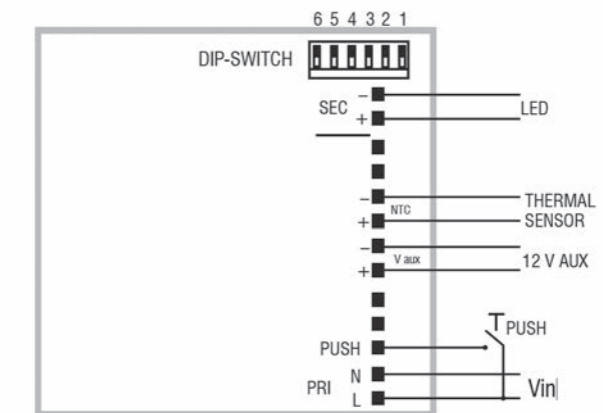 6 5 4 3 2 1
DIP-SWITCH
−
SEC
+
LED
−
THERMAL
NTC
+
SENSOR
−
V aux
12 V AUX
+
PUSH
PUSH
N
PRI
Vin
L